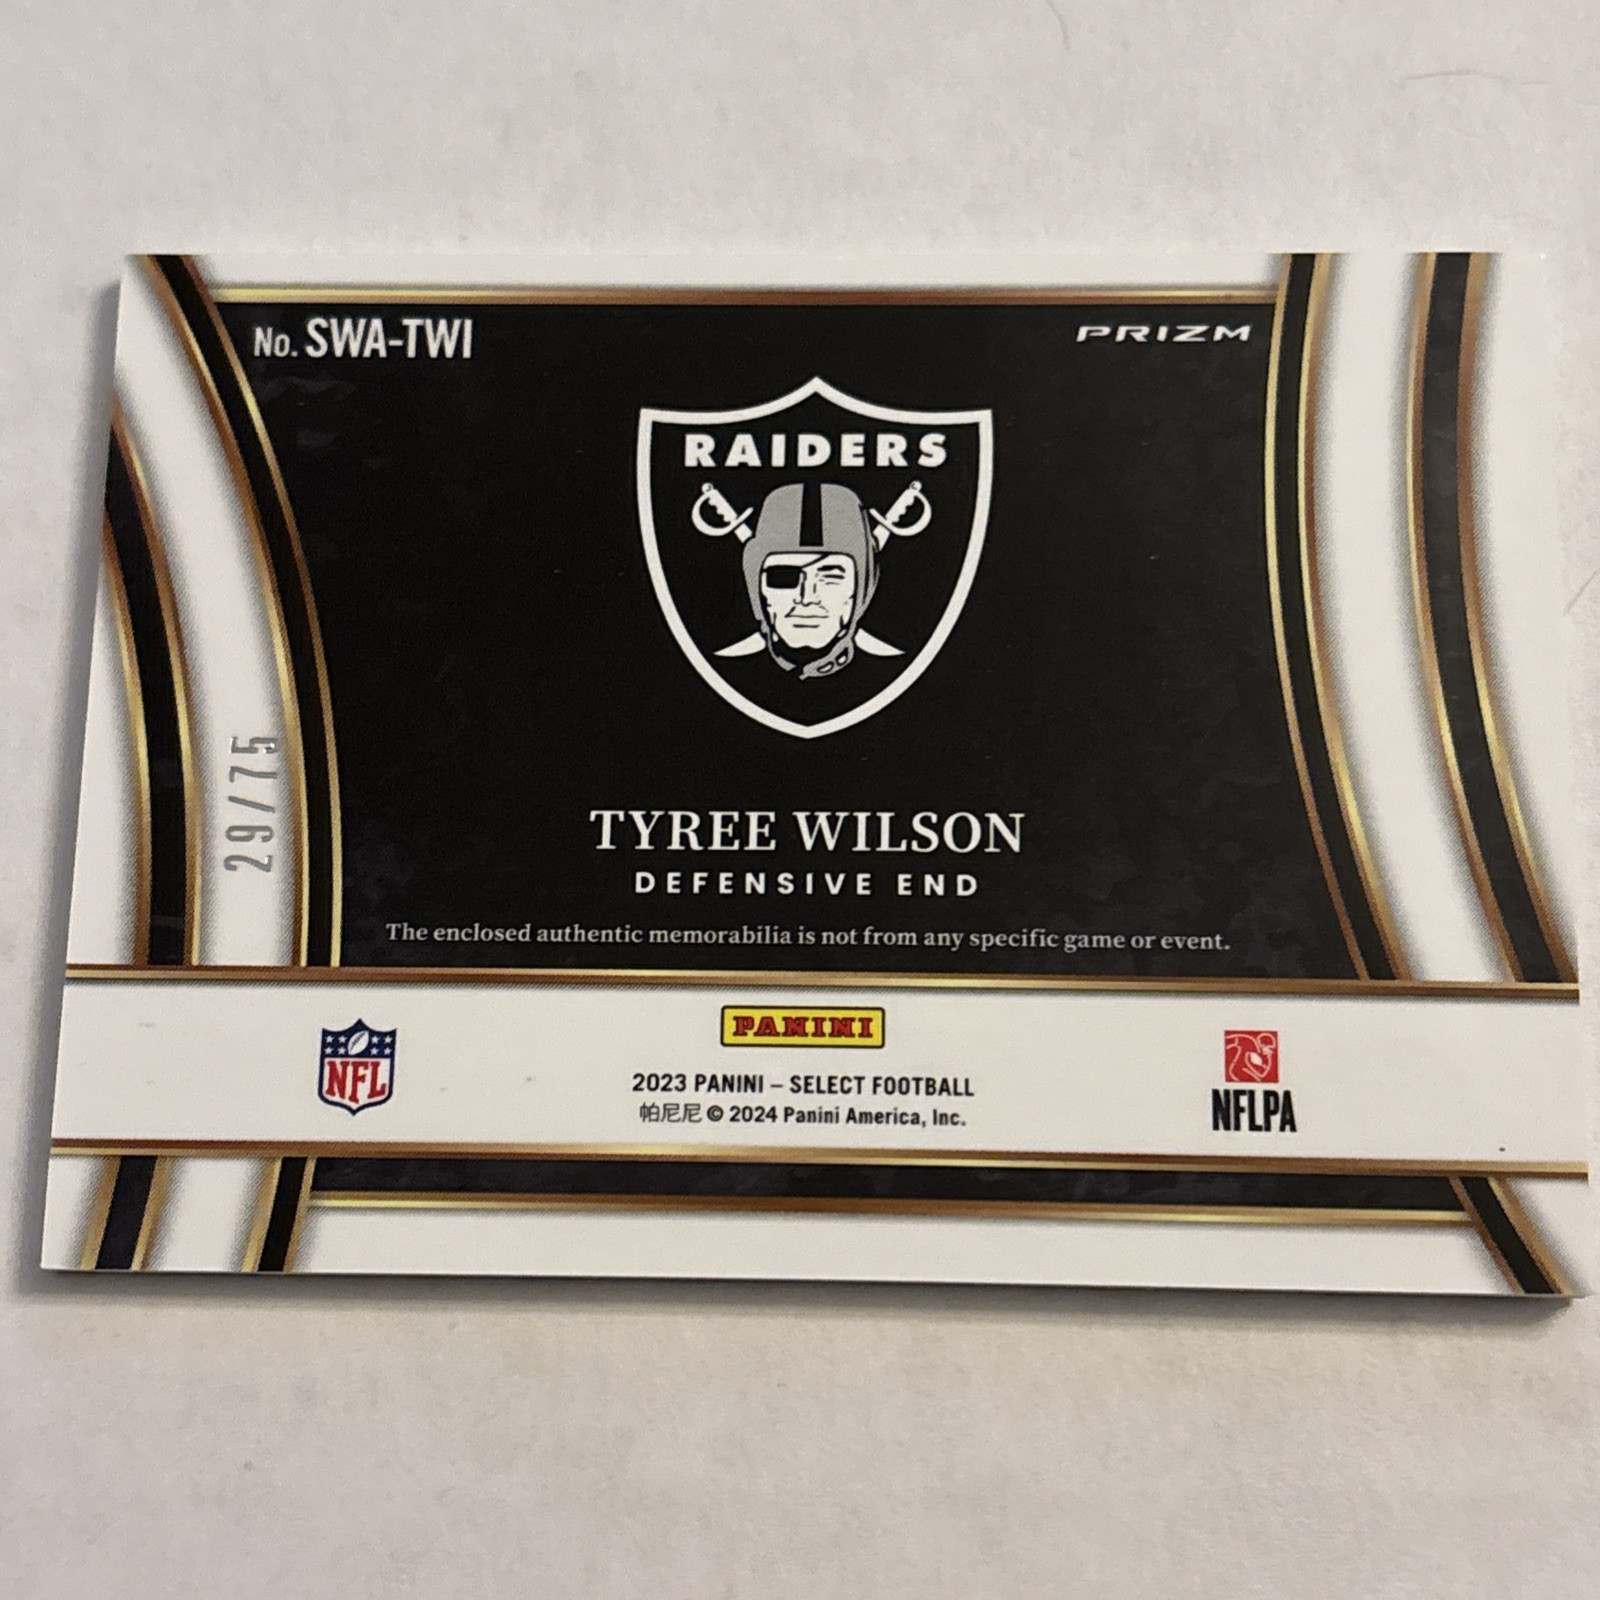 No. SWA-TWI
PRIZM
RAIDERS
29/75
TYREE WILSON
DEFENSIVE END
The enclosed authentic memorabilia is not from any specific game or event.
NFL
PANINI
2023 PANINI – SELECT FOOTBALL
帕尼尼 © 2024 Panini America, Inc.
NFLPA